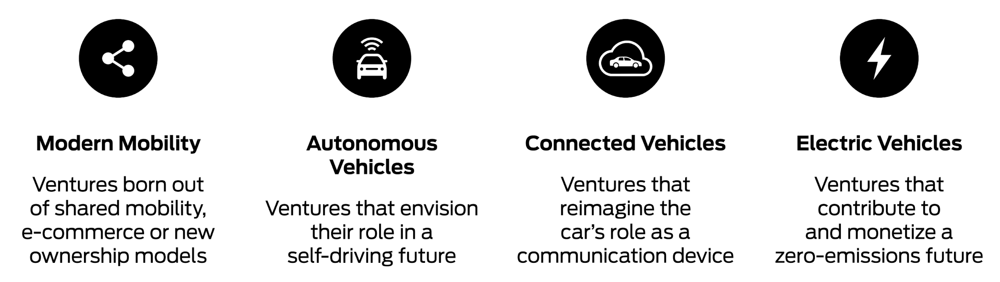 Modern Mobility
Ventures born out
of shared mobility,
e-commerce or new
ownership models
Autonomous
Vehicles
Ventures that envision
their role in a
self-driving future
Connected Vehicles
Ventures that
reimagine the
car’s role as a
communication device
Electric Vehicles
Ventures that
contribute to
and monetize a
zero-emissions future